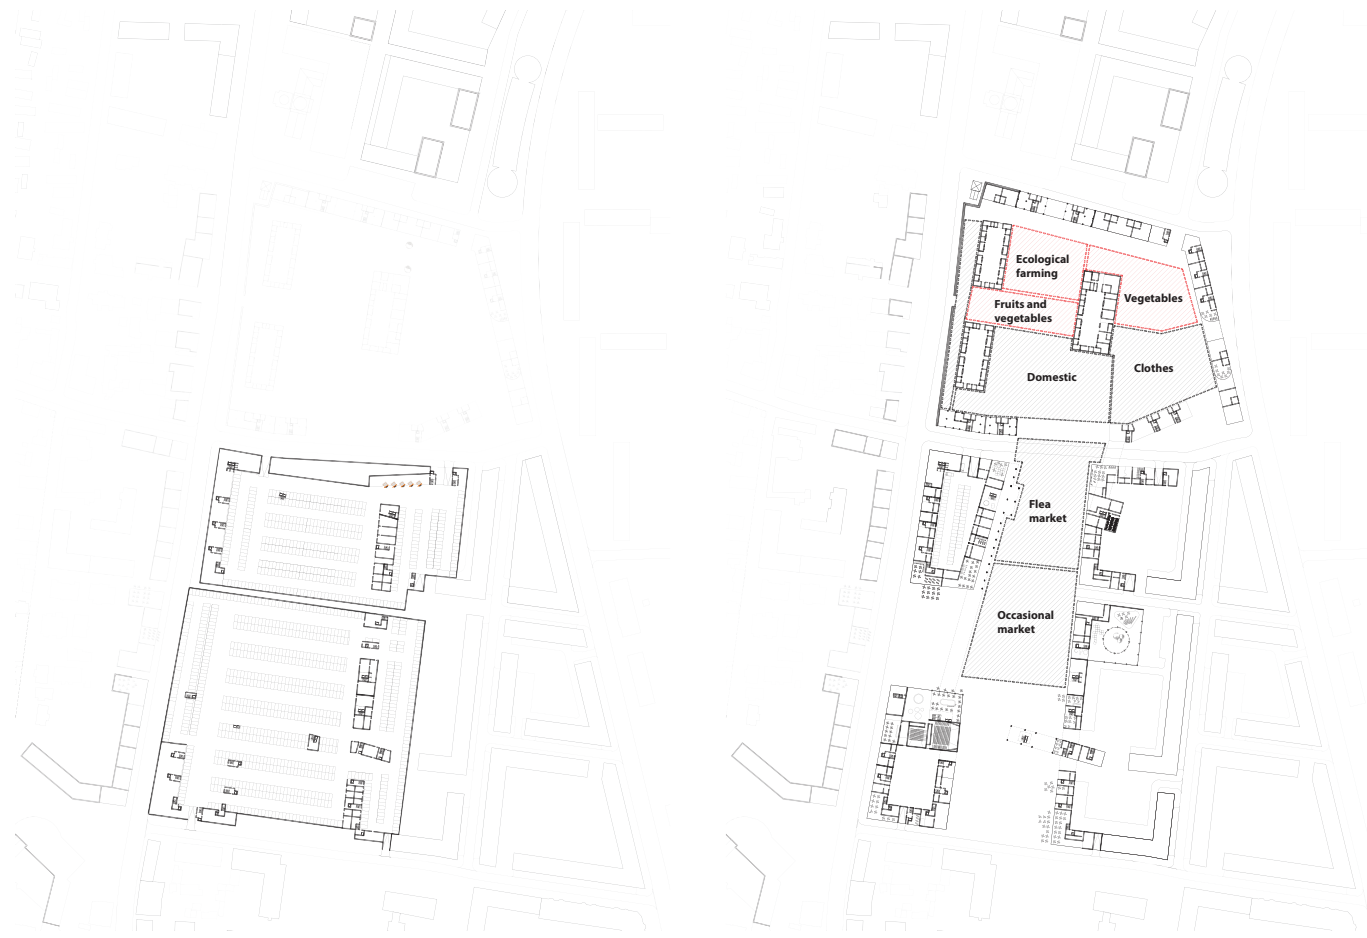 Ecological
farming
Fruits and
vegetables
Vegetables
Domestic
Clothes
Flea
market
Occasional
market